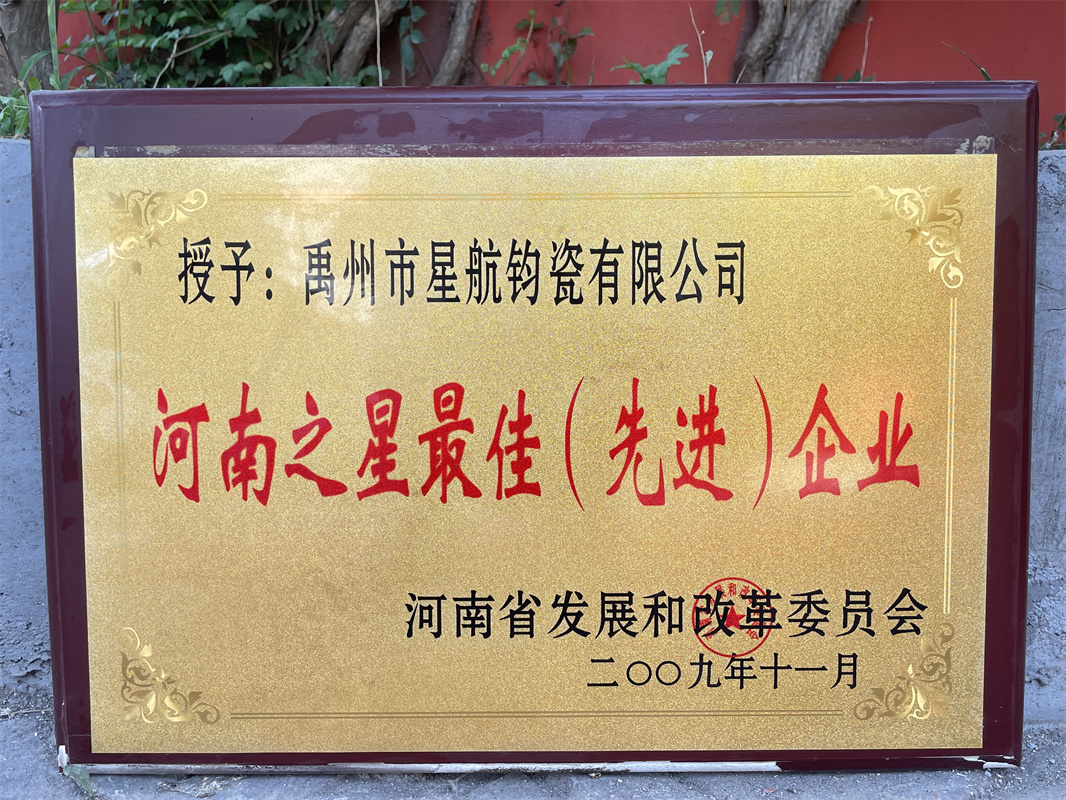 授予：禹州市星航钧瓷有限公司
河南之星最佳（先进）企业
河南省发展和改革委员会
二〇〇九年十一月